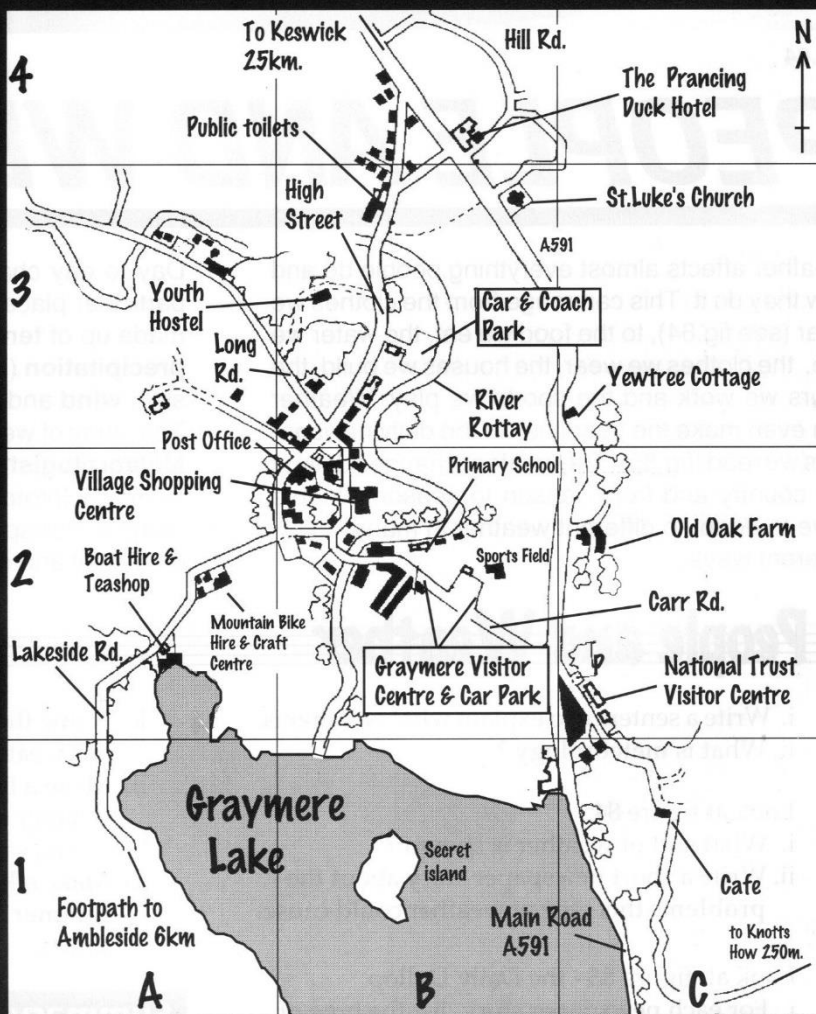 To Keswick
25km.
Hill Rd.
N
4
The Prancing
Duck Hotel
Public toilets
High
Street
St.Luke's Church
A591
3
Youth
Hostel
Car & Coach
Park
Long
Rd.
Yewtree Cottage
River
Rottay
Post Office
Primary School
Village Shopping
Centre
Old Oak Farm
Sports Field
2
Boat Hire &
Teashop
Mountain Bike
Hire & Craft
Centre
Carr Rd.
Lakeside Rd.
Graymere Visitor
Centre & Car Park
P
National Trust
Visitor Centre
Graymere
Lake
Secret
island
1
Footpath to
Ambleside 6km
Main Road
A591
Cafe
to Knotts
How 250m.
A
B
C